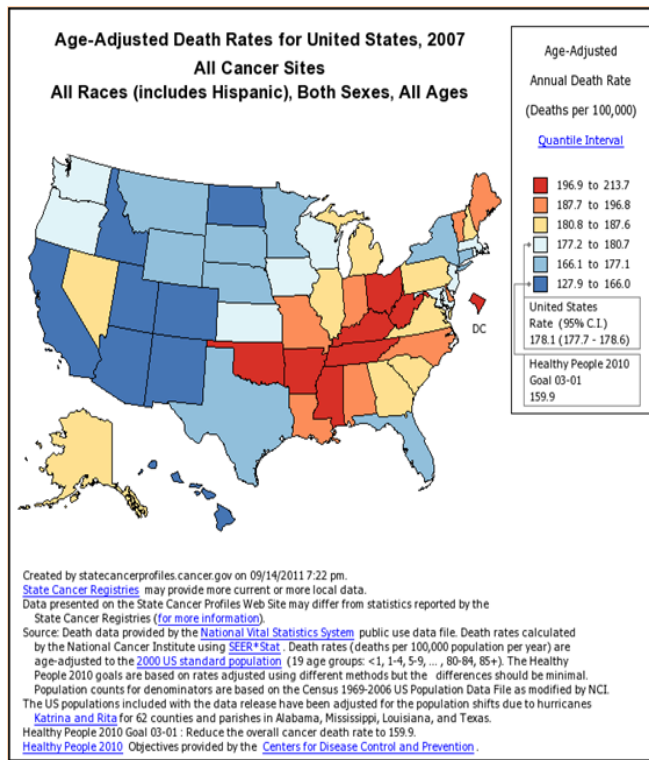 Age-Adjusted Death Rates for United States, 2007
All Cancer Sites
All Races (includes Hispanic), Both Sexes, All Ages
Age-Adjusted
Annual Death Rate
(Deaths per 100,000)
Quantile Interval
196.9 to 213.7
187.7 to 196.8
180.8 to 187.6
177.2 to 180.7
166.1 to 177.1
127.9 to 166.0
United States
Rate (95% C.I.)
178.1 (177.7 - 178.6)
Healthy People 2010
Goal 03-01
159.9
DC
Created by statecancerprofiles.cancer.gov on 09/14/2011 7:22 pm.
State Cancer Registries may provide more current or more local data.
Data presented on the State Cancer Profiles Web Site may differ from statistics reported by the
State Cancer Registries (for more information).
Source: Death data provided by the National Vital Statistics System public use data file. Death rates calculated
by the National Cancer Institute using SEER*Stat . Death rates (deaths per 100,000 population per year) are
age-adjusted to the 2000 US standard population (19 age groups: <1, 1-4, 5-9, ... , 80-84, 85+). The Healthy
People 2010 goals are based on rates adjusted using different methods but the differences should be minimal.
Population counts for denominators are based on the Census 1969-2006 US Population Data File as modified by NCI.
The US populations included with the data release have been adjusted for the population shifts due to hurricanes
Katrina and Rita for 62 counties and parishes in Alabama, Mississippi, Louisiana, and Texas.
Healthy People 2010 Goal 03-01 : Reduce the overall cancer death rate to 159.9.
Healthy People 2010 Objectives provided by the Centers for Disease Control and Prevention .